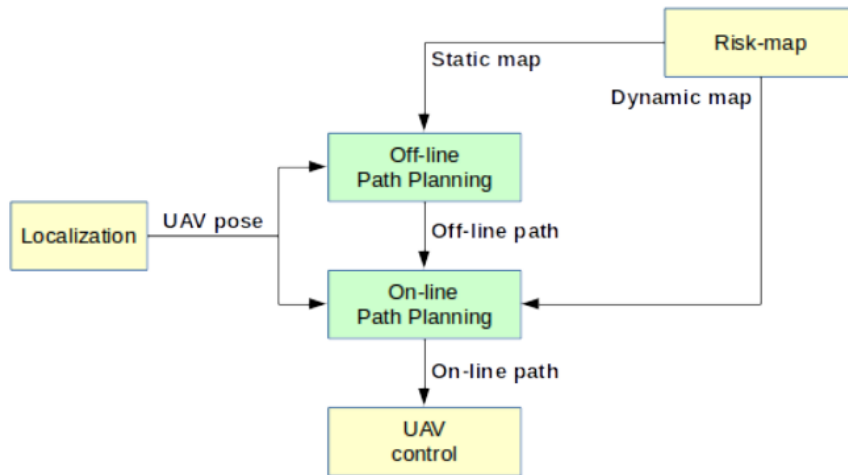 Risk-map
Static map
Dynamic map
Off-line
Path Planning
Localization
UAV pose
Off-line path
On-line
Path Planning
On-line path
UAV
control